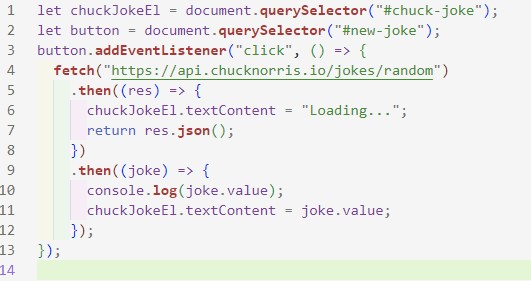 1 let chuckJokeEl = document.querySelector("#chuck-joke");
2 let button = document.querySelector("#new-joke");
3 button.addEventListener("click", () => {
4   fetch("https://api.chucknorris.io/jokes/random")
5     .then((res) => {
6       chuckJokeEl.textContent = "Loading...";
7       return res.json();
8     })
9     .then((joke) => {
10       console.log(joke.value);
11       chuckJokeEl.textContent = joke.value;
12     });
13 });
14